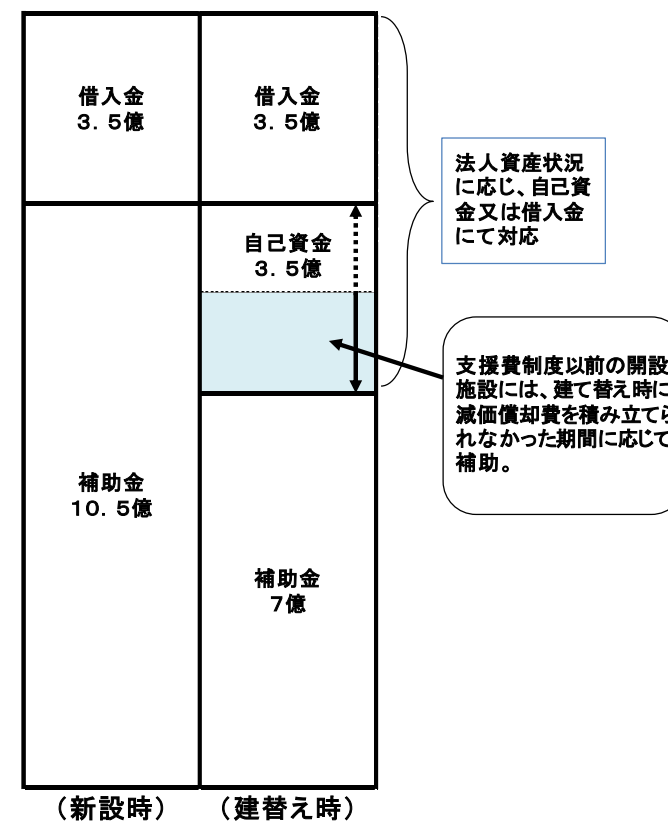 借入金
3．5億
借入金
3．5億
法人資産状況
に応じ、自己資
金又は借入金
にて対応
自己資金
3．5億
支援費制度以前の開設
施設には、建て替え時に
減価償却費を積み立てら
れなかった期間に応じて
補助。
補助金
10．5億
補助金
7億
（新設時）
（建替え時）